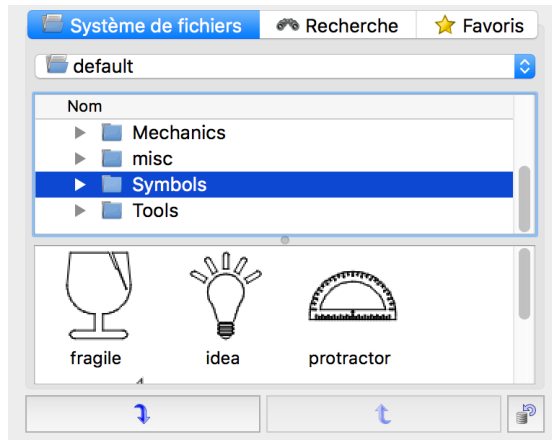 Système de fichiers Recherche Favoris
default
Nom
Mechanics
misc
Symbols
Tools
fragile idea protractor